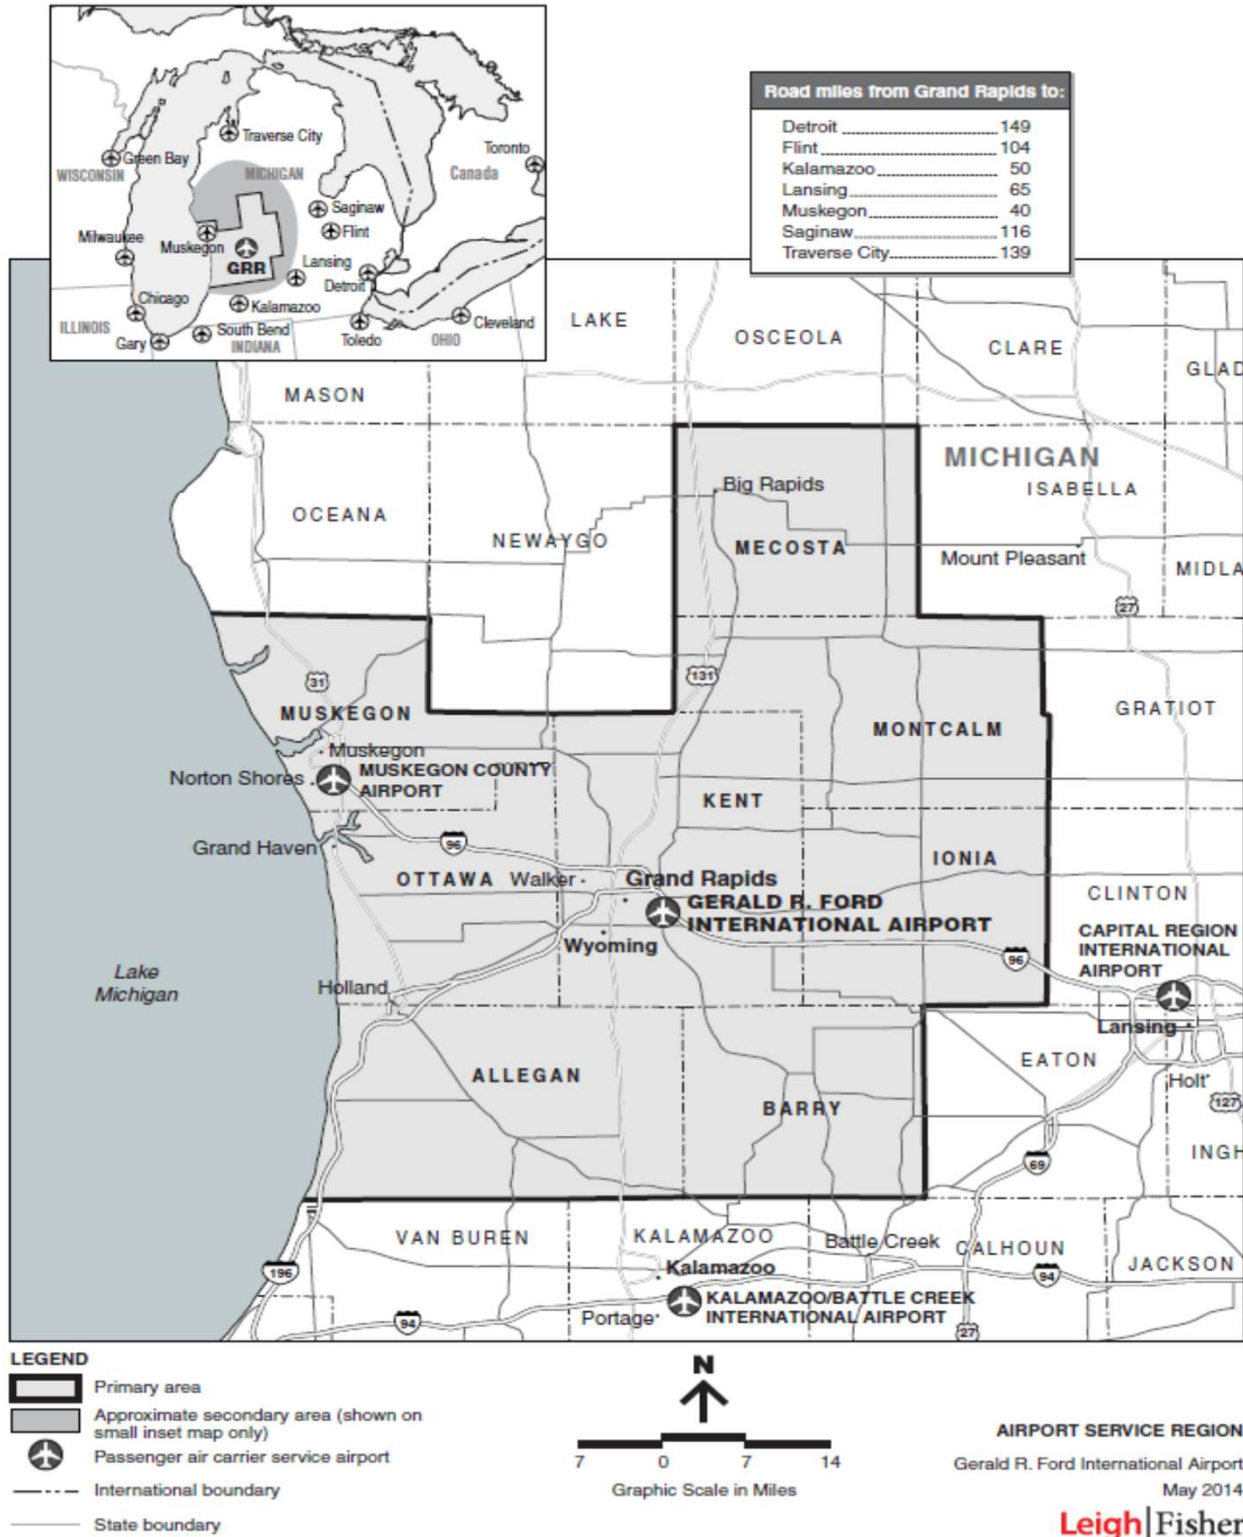 Traverse City
Green Bay
Toronto
WISCONSIN
MICHIGAN
Canada
Saginaw
Flint
Milwaukee
Muskegon
GRR
Lansing
Detroit
Chicago
Kalamazoo
ILLINOIS
South Bend
Cleveland
Gary
INDIANA
Toledo
OHIO
Road miles from Grand Rapids to:
Detroit 149
Flint 104
Kalamazoo 50
Lansing 65
Muskegon 40
Saginaw 116
Traverse City 139
LAKE
OSCEOLA
CLARE
GLAD
MASON
MICHIGAN
Big Rapids
ISABELLA
OCEANA
NEWAYGO
MECOSTA
Mount Pleasant
MIDLA
27
31
131
MUSKEGON
GRATIOT
MONTCALM
Muskegon
Norton Shores
MUSKEGON COUNTY
AIRPORT
KENT
Grand Haven
96
IONIA
OTTAWA
Walker
Grand Rapids
CLINTON
GERALD R. FORD
INTERNATIONAL AIRPORT
CAPITAL REGION
INTERNATIONAL
AIRPORT
Wyoming
96
Lake
Michigan
Holland
Lansing
EATON
ALLEGAN
Holt
BARRY
127
INGH
69
VAN BUREN
KALAMAZOO
Battle Creek
CALHOUN
JACKSON
196
Kalamazoo
94
KALAMAZOO/BATTLE CREEK
INTERNATIONAL AIRPORT
Portage
94
27
LEGEND
Primary area
Approximate secondary area (shown on
small inset map only)
Passenger air carrier service airport
International boundary
State boundary
N
7 0 7 14
Graphic Scale in Miles
AIRPORT SERVICE REGION
Gerald R. Ford International Airport
May 2014
Leigh|Fisher